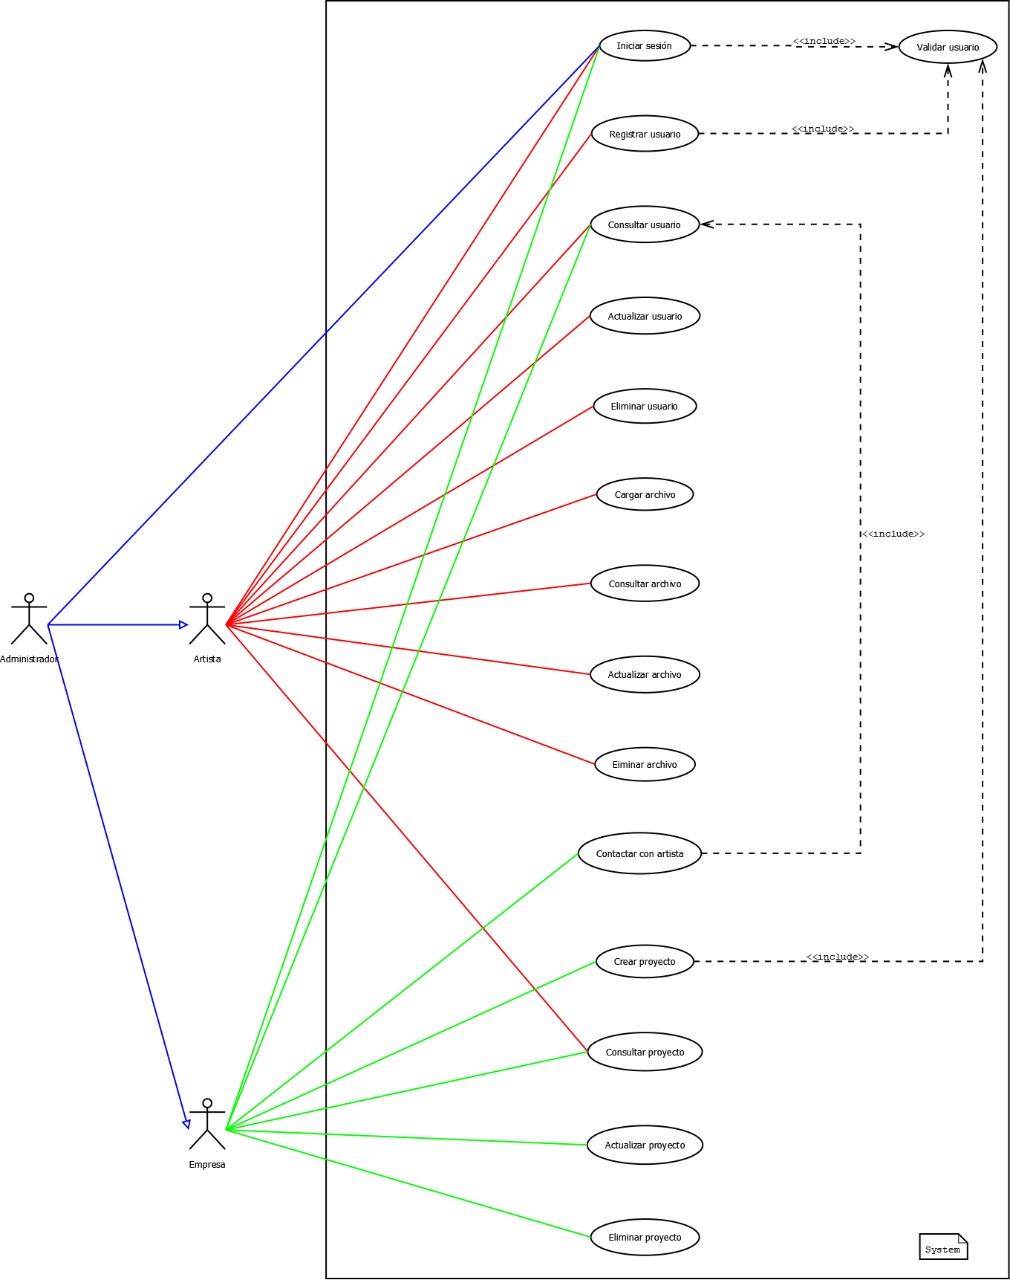 Iniciar sesión
<<include>>
Validar usuario
Registrar usuario
<<include>>
Consultar usuario
Actualizar usuario
Eliminar usuario
Cargar archivo
<<include>>
Consultar archivo
Administrador
Artista
Actualizar archivo
Eiminar archivo
Contactar con artista
Crear proyecto
<<include>>
Consultar proyecto
Actualizar proyecto
Empresa
Eliminar proyecto
System